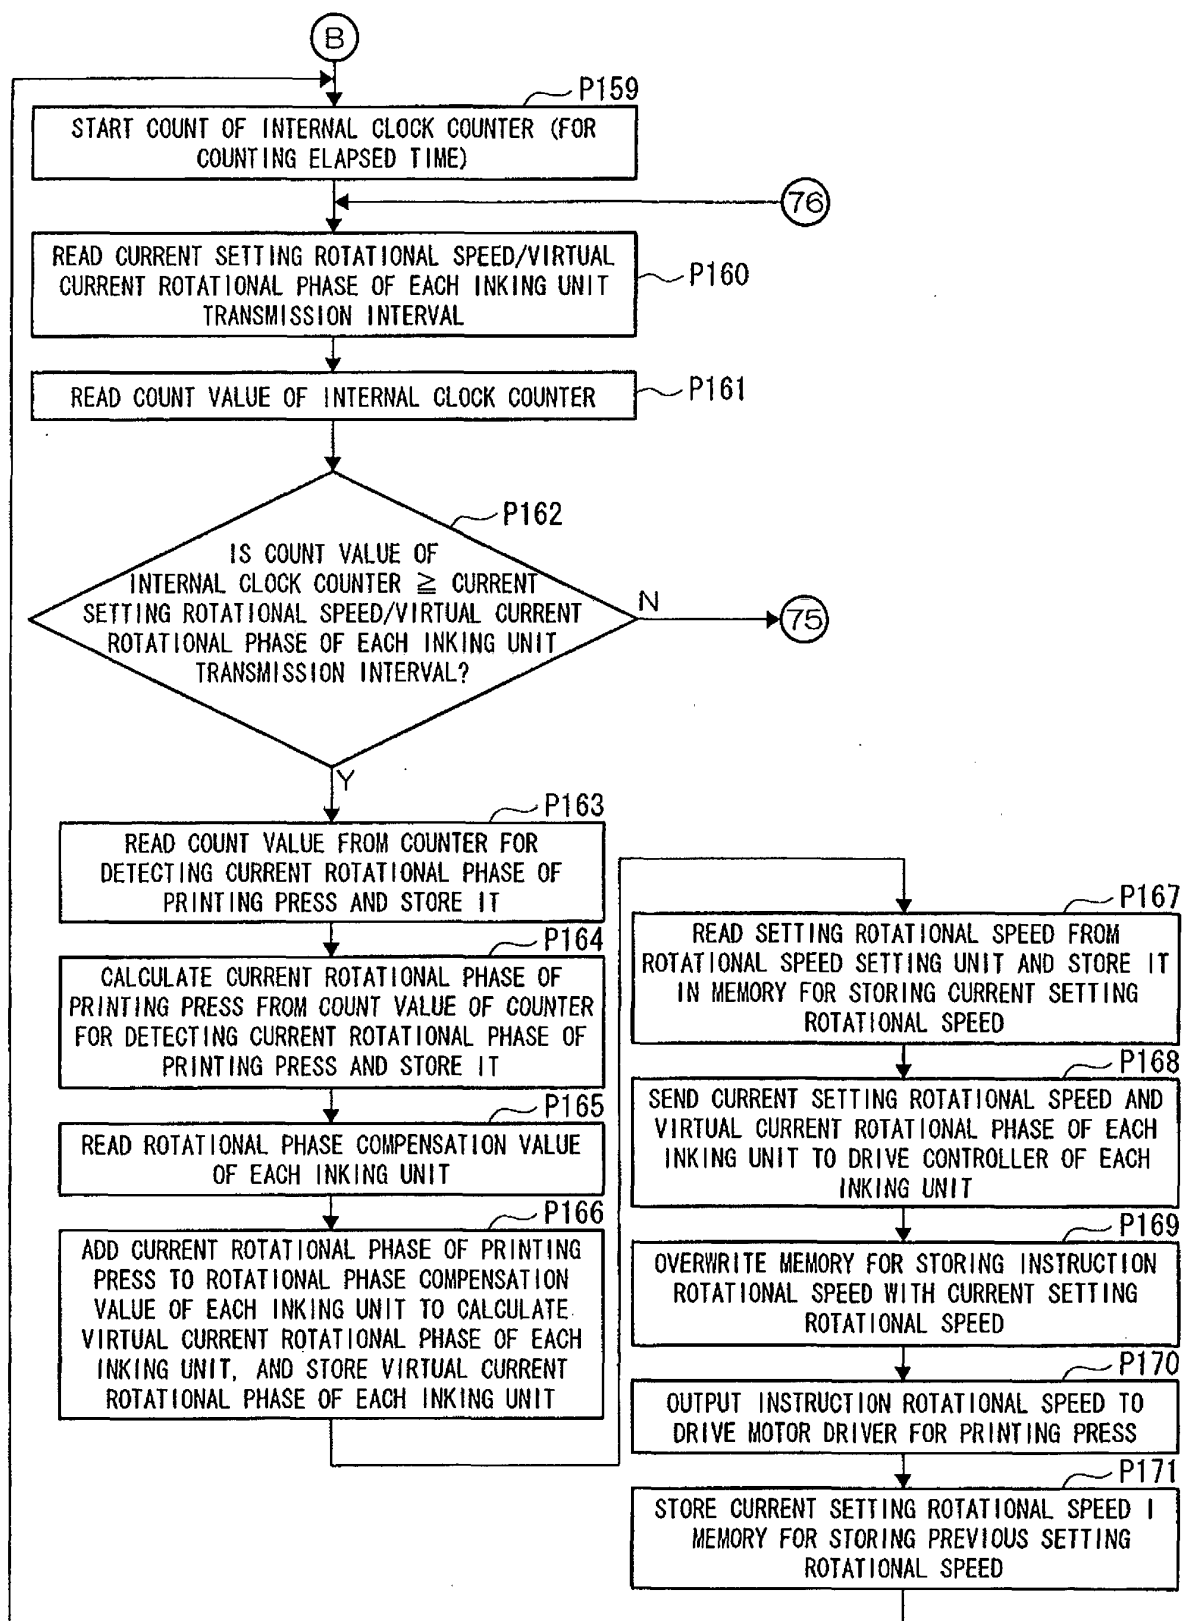 B
P159
START COUNT OF INTERNAL CLOCK COUNTER (FOR
COUNTING ELAPSED TIME)
76
READ CURRENT SETTING ROTATIONAL SPEED/VIRTUAL
CURRENT ROTATIONAL PHASE OF EACH INKING UNIT
TRANSMISSION INTERVAL
P160
READ COUNT VALUE OF INTERNAL CLOCK COUNTER
P161
P162
IS COUNT VALUE OF
INTERNAL CLOCK COUNTER ≧ CURRENT
SETTING ROTATIONAL SPEED/VIRTUAL CURRENT
ROTATIONAL PHASE OF EACH INKING UNIT
TRANSMISSION INTERVAL?
N
75
Y
P163
READ COUNT VALUE FROM COUNTER FOR
DETECTING CURRENT ROTATIONAL PHASE OF
PRINTING PRESS AND STORE IT
P164
CALCULATE CURRENT ROTATIONAL PHASE OF
PRINTING PRESS FROM COUNT VALUE OF COUNTER
FOR DETECTING CURRENT ROTATIONAL PHASE OF
PRINTING PRESS AND STORE IT
P165
READ ROTATIONAL PHASE COMPENSATION VALUE
OF EACH INKING UNIT
P166
ADD CURRENT ROTATIONAL PHASE OF PRINTING
PRESS TO ROTATIONAL PHASE COMPENSATION
VALUE OF EACH INKING UNIT TO CALCULATE
VIRTUAL CURRENT ROTATIONAL PHASE OF EACH
INKING UNIT, AND STORE VIRTUAL CURRENT
ROTATIONAL PHASE OF EACH INKING UNIT
P167
READ SETTING ROTATIONAL SPEED FROM
ROTATIONAL SPEED SETTING UNIT AND STORE IT
IN MEMORY FOR STORING CURRENT SETTING
ROTATIONAL SPEED
P168
SEND CURRENT SETTING ROTATIONAL SPEED AND
VIRTUAL CURRENT ROTATIONAL PHASE OF EACH
INKING UNIT TO DRIVE CONTROLLER OF EACH
INKING UNIT
P169
OVERWRITE MEMORY FOR STORING INSTRUCTION
ROTATIONAL SPEED WITH CURRENT SETTING
ROTATIONAL SPEED
P170
OUTPUT INSTRUCTION ROTATIONAL SPEED TO
DRIVE MOTOR DRIVER FOR PRINTING PRESS
P171
STORE CURRENT SETTING ROTATIONAL SPEED I
MEMORY FOR STORING PREVIOUS SETTING
ROTATIONAL SPEED